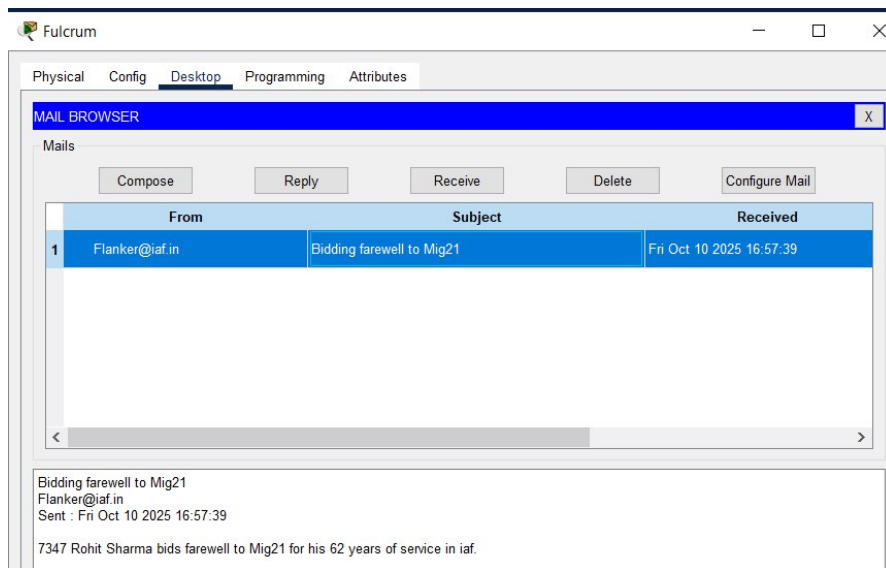 Fulcrum
Physical Config Desktop Programming Attributes
MAIL BROWSER X
Mails
Compose Reply Receive Delete Configure Mail
From Subject Received
1 Flanker@iaf.in Bidding farewell to Mig21 Fri Oct 10 2025 16:57:39
Bidding farewell to Mig21
Flanker@iaf.in
Sent : Fri Oct 10 2025 16:57:39
7347 Rohit Sharma bids farewell to Mig21 for his 62 years of service in iaf.